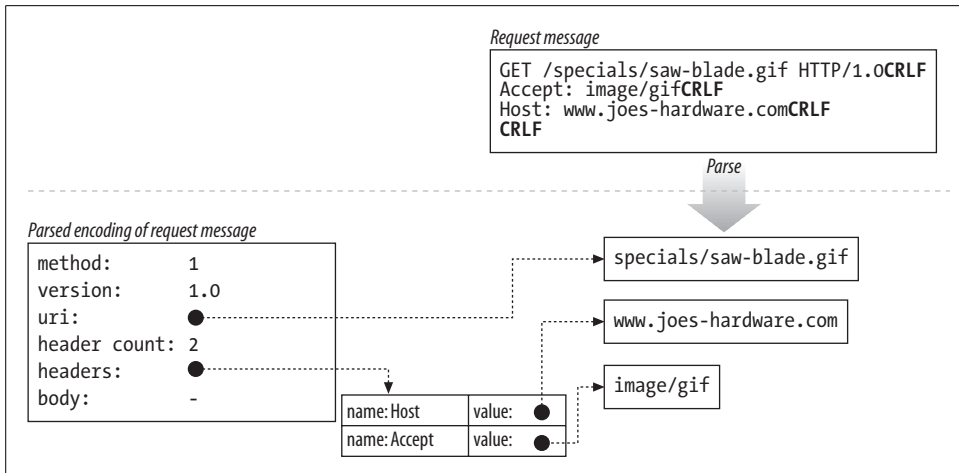 Request message
GET /specials/saw-blade.gif HTTP/1.0CRLF
Accept: image/gifCRLF
Host: www.joes-hardware.comCRLF
CRLF
Parse
Parsed encoding of request message
method: 1
version: 1.0
uri:
header count: 2
headers:
body: -
specials/saw-blade.gif
www.joes-hardware.com
image/gif
name: Host value:
name: Accept value: